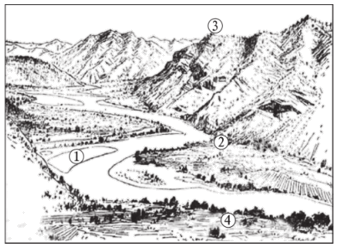 ③
②
①
④